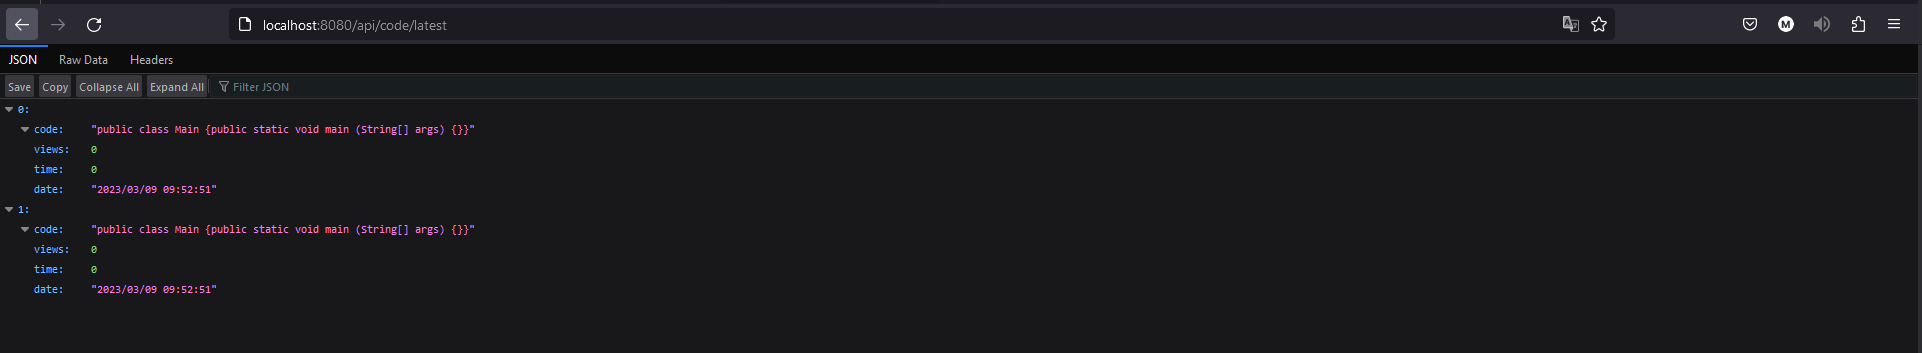 localhost:8080/api/code/latest
M
JSON Raw Data Headers
Save Copy Collapse All Expand All Filter JSON
0:
code: "public class Main {public static void main (String[] args) {}}"
views: 0
time: 0
date: "2023/03/09 09:52:51"
1:
code: "public class Main {public static void main (String[] args) {}}"
views: 0
time: 0
date: "2023/03/09 09:52:51"